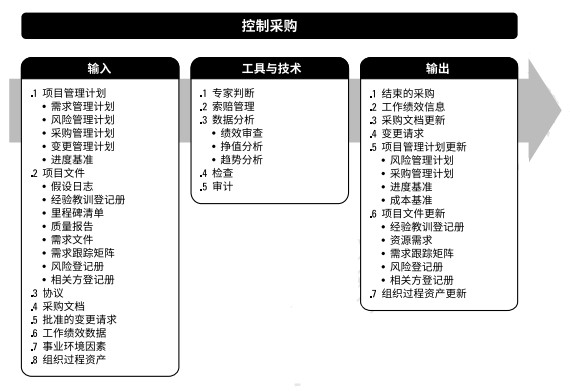 控制采购
输入
.1 项目管理计划
• 需求管理计划
• 风险管理计划
• 采购管理计划
• 变更管理计划
• 进度基准
.2 项目文件
• 假设日志
• 经验教训登记册
• 里程碑清单
• 质量报告
• 需求文件
• 需求跟踪矩阵
• 风险登记册
• 相关方登记册
.3 协议
.4 采购文档
.5 批准的变更请求
.6 工作绩效数据
.7 事业环境因素
.8 组织过程资产
工具与技术
.1 专家判断
.2 索赔管理
.3 数据分析
• 绩效审查
• 挣值分析
• 趋势分析
.4 检查
.5 审计
输出
.1 结束的采购
.2 工作绩效信息
.3 采购文档更新
.4 变更请求
.5 项目管理计划更新
• 风险管理计划
• 采购管理计划
• 进度基准
• 成本基准
.6 项目文件更新
• 经验教训登记册
• 资源需求
• 需求跟踪矩阵
• 风险登记册
• 相关方登记册
.7 组织过程资产更新